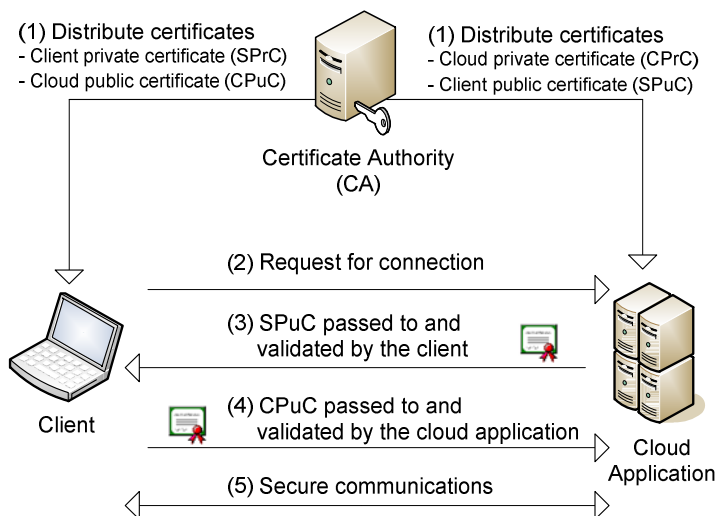 (1) Distribute certificates
- Client private certificate (SPrC)
- Cloud public certificate (CPuC)
(1) Distribute certificates
- Cloud private certificate (CPrC)
- Client public certificate (SPuC)
Certificate Authority
(CA)
(2) Request for connection
(3) SPuC passed to and
validated by the client
Client
(4) CPuC passed to and
validated by the cloud application
Cloud
Application
(5) Secure communications